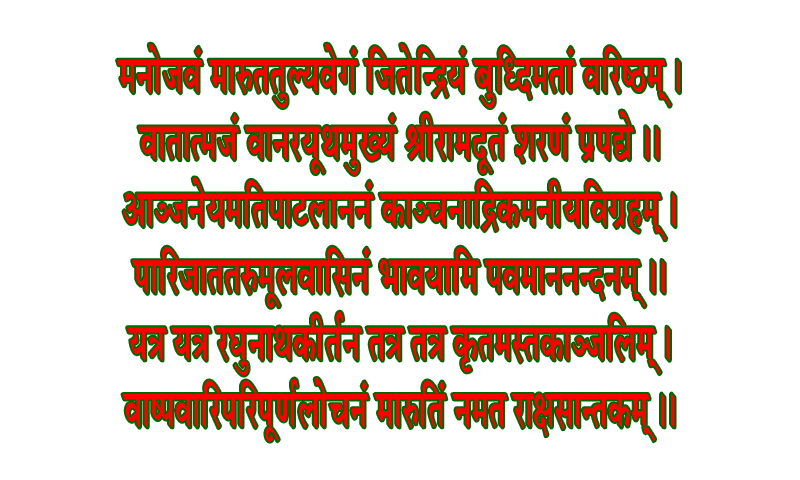 मनोजवं मारुततुल्यवेगं जितेन्द्रियं बुध्दिमतां वरिष्ठम् ।
वातात्मजं वानरयूथमुख्यं श्रीरामदूतं शरणं प्रपद्ये ।।
आञ्जनेयमतिपाटलाननं काञ्चनाद्रिकमनीयविग्रहम् ।
पारिजाततरुमूलवासिनं भावयामि पवमाननन्दनम् ।।
यत्र यत्र रघुनाथकीर्तन तत्र तत्र कृतमस्तकाञ्जलिम् ।
वाष्पवारिपरिपूर्णलोचनं मारुतिं नमत राक्षसान्तकम् ।।